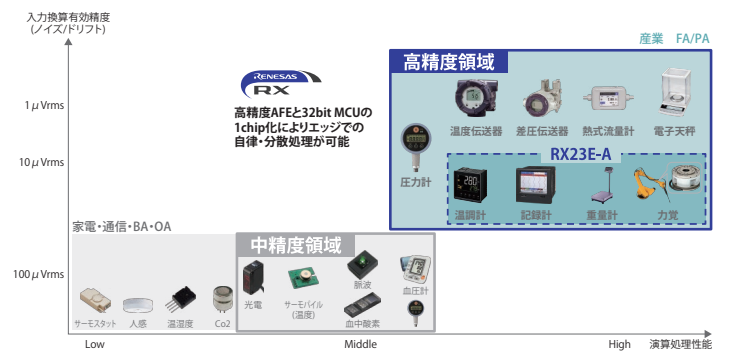 入力換算有効精度
(ノイズ/ドリフト)
産業 FA/PA
高精度領域
RENESAS
RX
1μVrms
高精度AFEと32bit MCUの
1chip化によりエッジでの
自律・分散処理が可能
温度伝送器 差圧伝送器 熱式流量計 電子天秤
RX23E-A
10μVrms
圧力計
温調計 記録計 重量計 力覚
家電・通信・BA・OA
中精度領域
100μVrms
脈波
光電 サーモパイル 血圧計
(温度)
サーモスタット 人感 温湿度 Co2 血中酸素
Low Middle High 演算処理性能